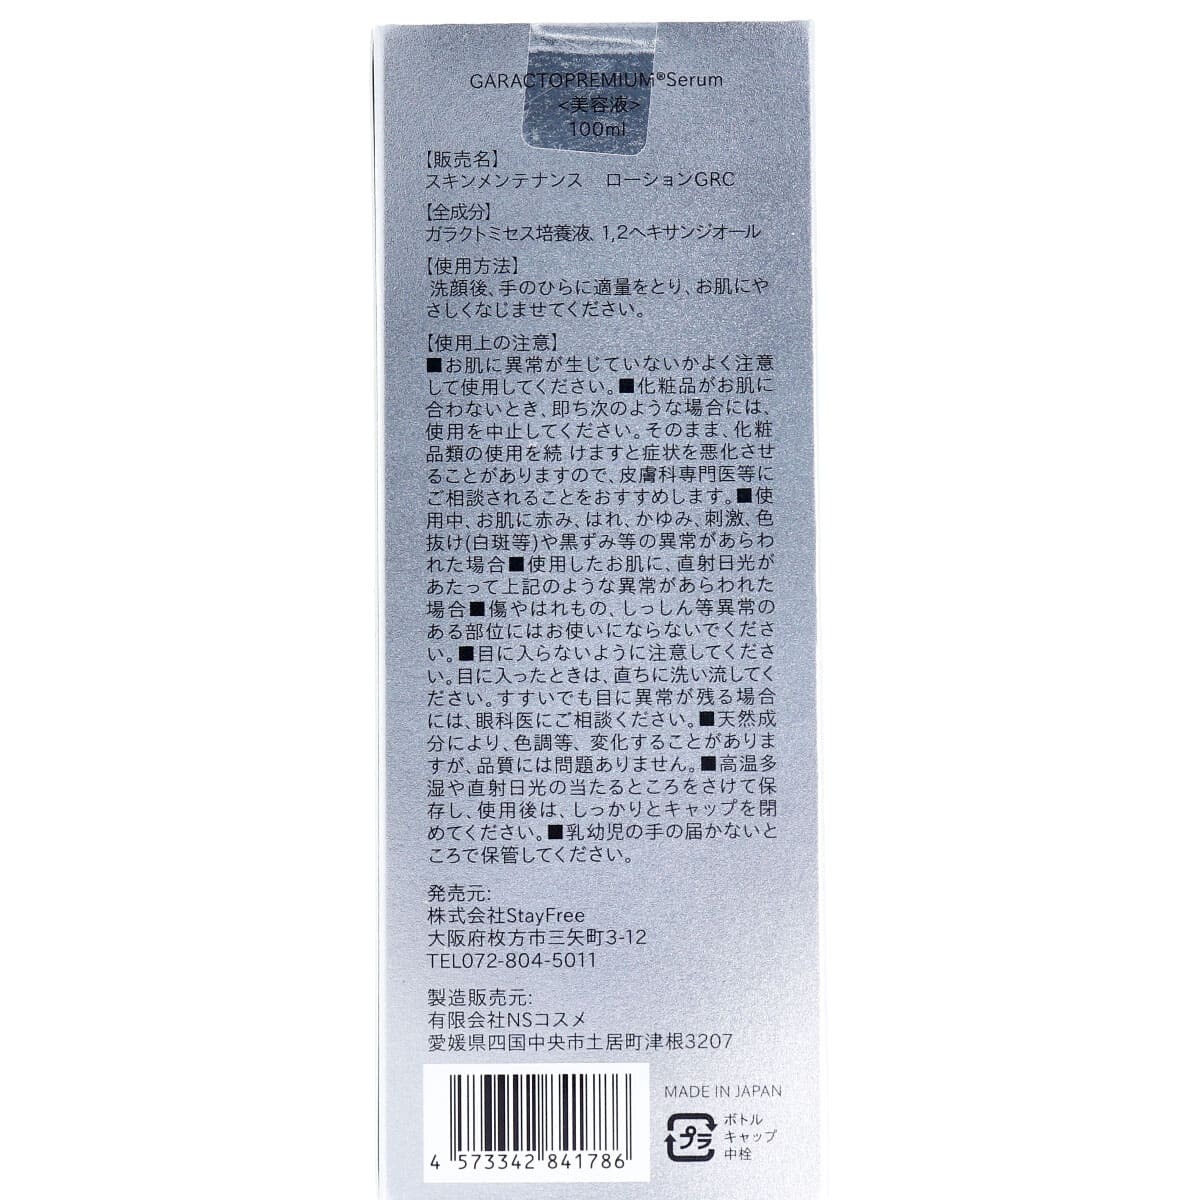 GARACTOPREMIUM®Serum
<美容液>
100ml
【販売名】
スキンメンテナンス　ローションGRC
【全成分】
ガラクトミセス培養液、1,2ヘキサンジオール
【使用方法】
洗顔後、手のひらに適量をとり、お肌にや
さしくなじませてください。
【使用上の注意】
■お肌に異常が生じていないかよく注意
して使用してください。■化粧品がお肌に
合わないとき、即ち次のような場合には、
使用を中止してください。そのまま、化粧
品類の使用を続 けますと症状を悪化させ
ることがありますので、皮膚科専門医等に
ご相談されることをおすすめします。■使
用中、お肌に赤み、はれ、かゆみ、刺激、色
抜け(白斑等)や黒ずみ等の異常があらわ
れた場合■使用したお肌に、直射日光が
あたって上記のような異常があらわれた
場合■傷やはれもの、しっしん等異常の
ある部位にはお使いにならないでくださ
い。■目に入らないように注意してくださ
い。目に入ったときは、直ちに洗い流してく
ださい。すすいでも目に異常が残る場合
には、眼科医にご相談ください。■天然成
分により、色調等、変化することがありま
すが、品質には問題ありません。■高温多
湿や直射日光の当たるところをさけて保
存し、使用後は、しっかりとキャップを閉
めてください。■乳幼児の手の届かないと
ころで保管してください。
発売元:
株式会社StayFree
大阪府枚方市三矢町3-12
TEL072-804-5011
製造販売元:
有限会社NSコスメ
愛媛県四国中央市土居町津根3207
MADE IN JAPAN
プラ
ボトル
キャップ
中栓
4 573342 841786